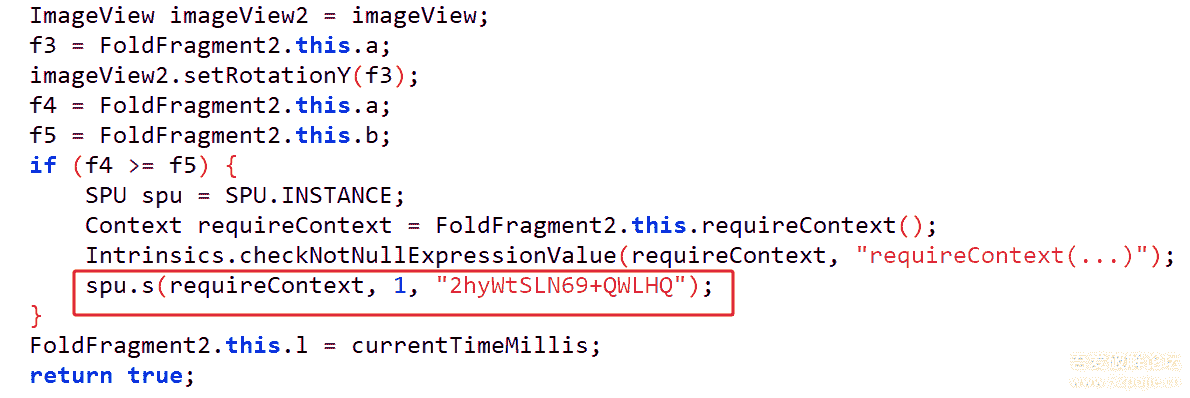 ImageView imageView2 = imageView;
f3 = FoldFragment2.this.a;
imageView2.setRotationY(f3);
f4 = FoldFragment2.this.a;
f5 = FoldFragment2.this.b;
if (f4 >= f5) {
SPU spu = SPU.INSTANCE;
Context requireContext = FoldFragment2.this.requireContext();
Intrinsics.checkNotNullExpressionValue(requireContext, "requireContext(...)");
spu.s(requireContext, 1, "2hyWtSLN69+QWLHQ");
}
FoldFragment2.this.l = currentTimeMillis;
return true;